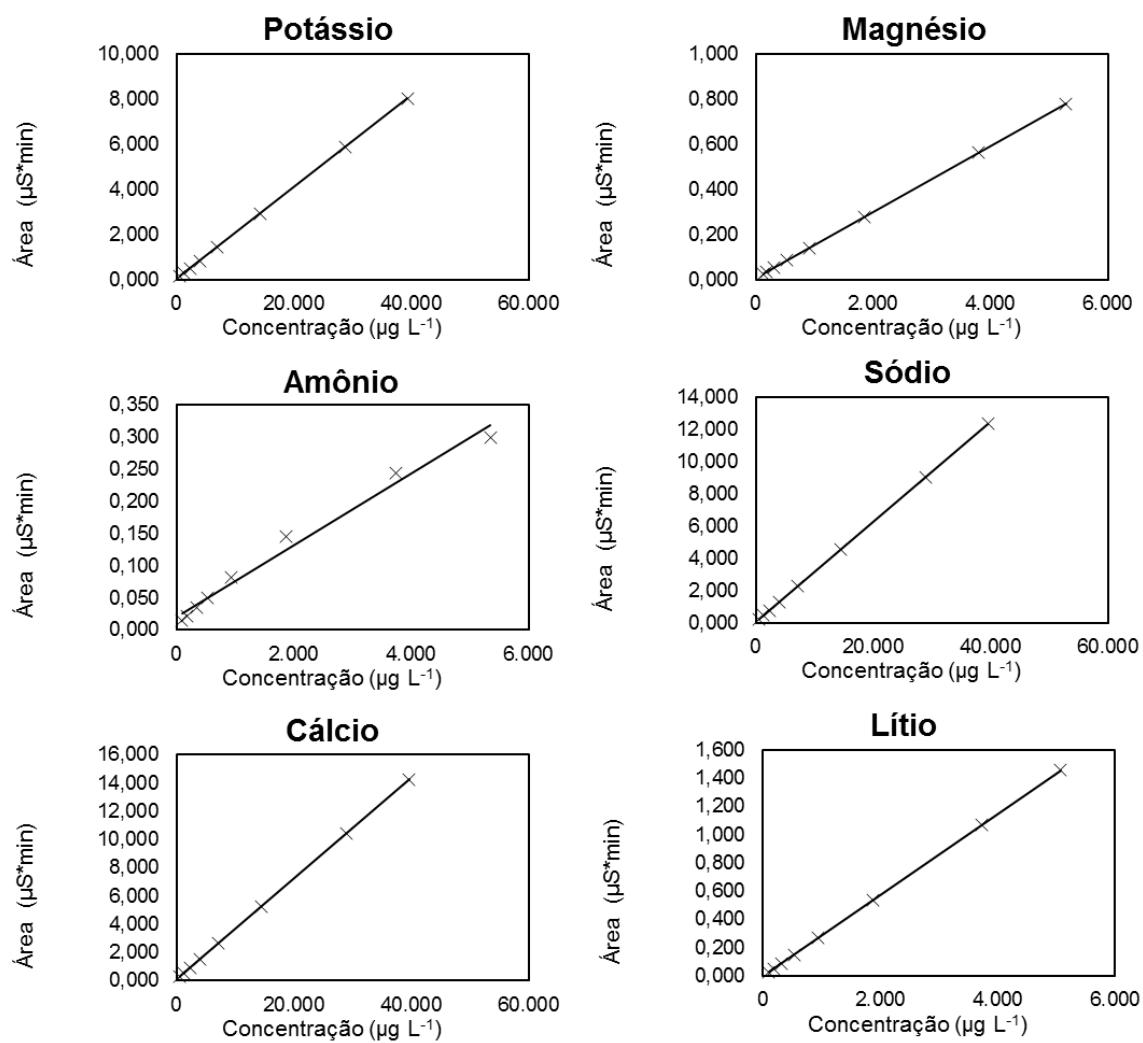 Potássio
10,000
8,000
6,000
4,000
2,000
0,000
0 20.000 40.000 60.000
Área (µS*min)
Concentração (µg L-1)
Magnésio
1,000
0,800
0,600
0,400
0,200
0,000
0 2.000 4.000 6.000
Área (µS*min)
Concentração (µg L-1)
Amônio
0,350
0,300
0,250
0,200
0,150
0,100
0,050
0,000
0 2.000 4.000 6.000
Área (µS*min)
Concentração (µg L-1)
Sódio
14,000
12,000
10,000
8,000
6,000
4,000
2,000
0,000
0 20.000 40.000 60.000
Área (µS*min)
Concentração (µg L-1)
Cálcio
16,000
14,000
12,000
10,000
8,000
6,000
4,000
2,000
0,000
0 20.000 40.000 60.000
Área (µS*min)
Concentração (µg L-1)
Lítio
1,600
1,400
1,200
1,000
0,800
0,600
0,400
0,200
0,000
0 2.000 4.000 6.000
Área (µS*min)
Concentração (µg L-1)